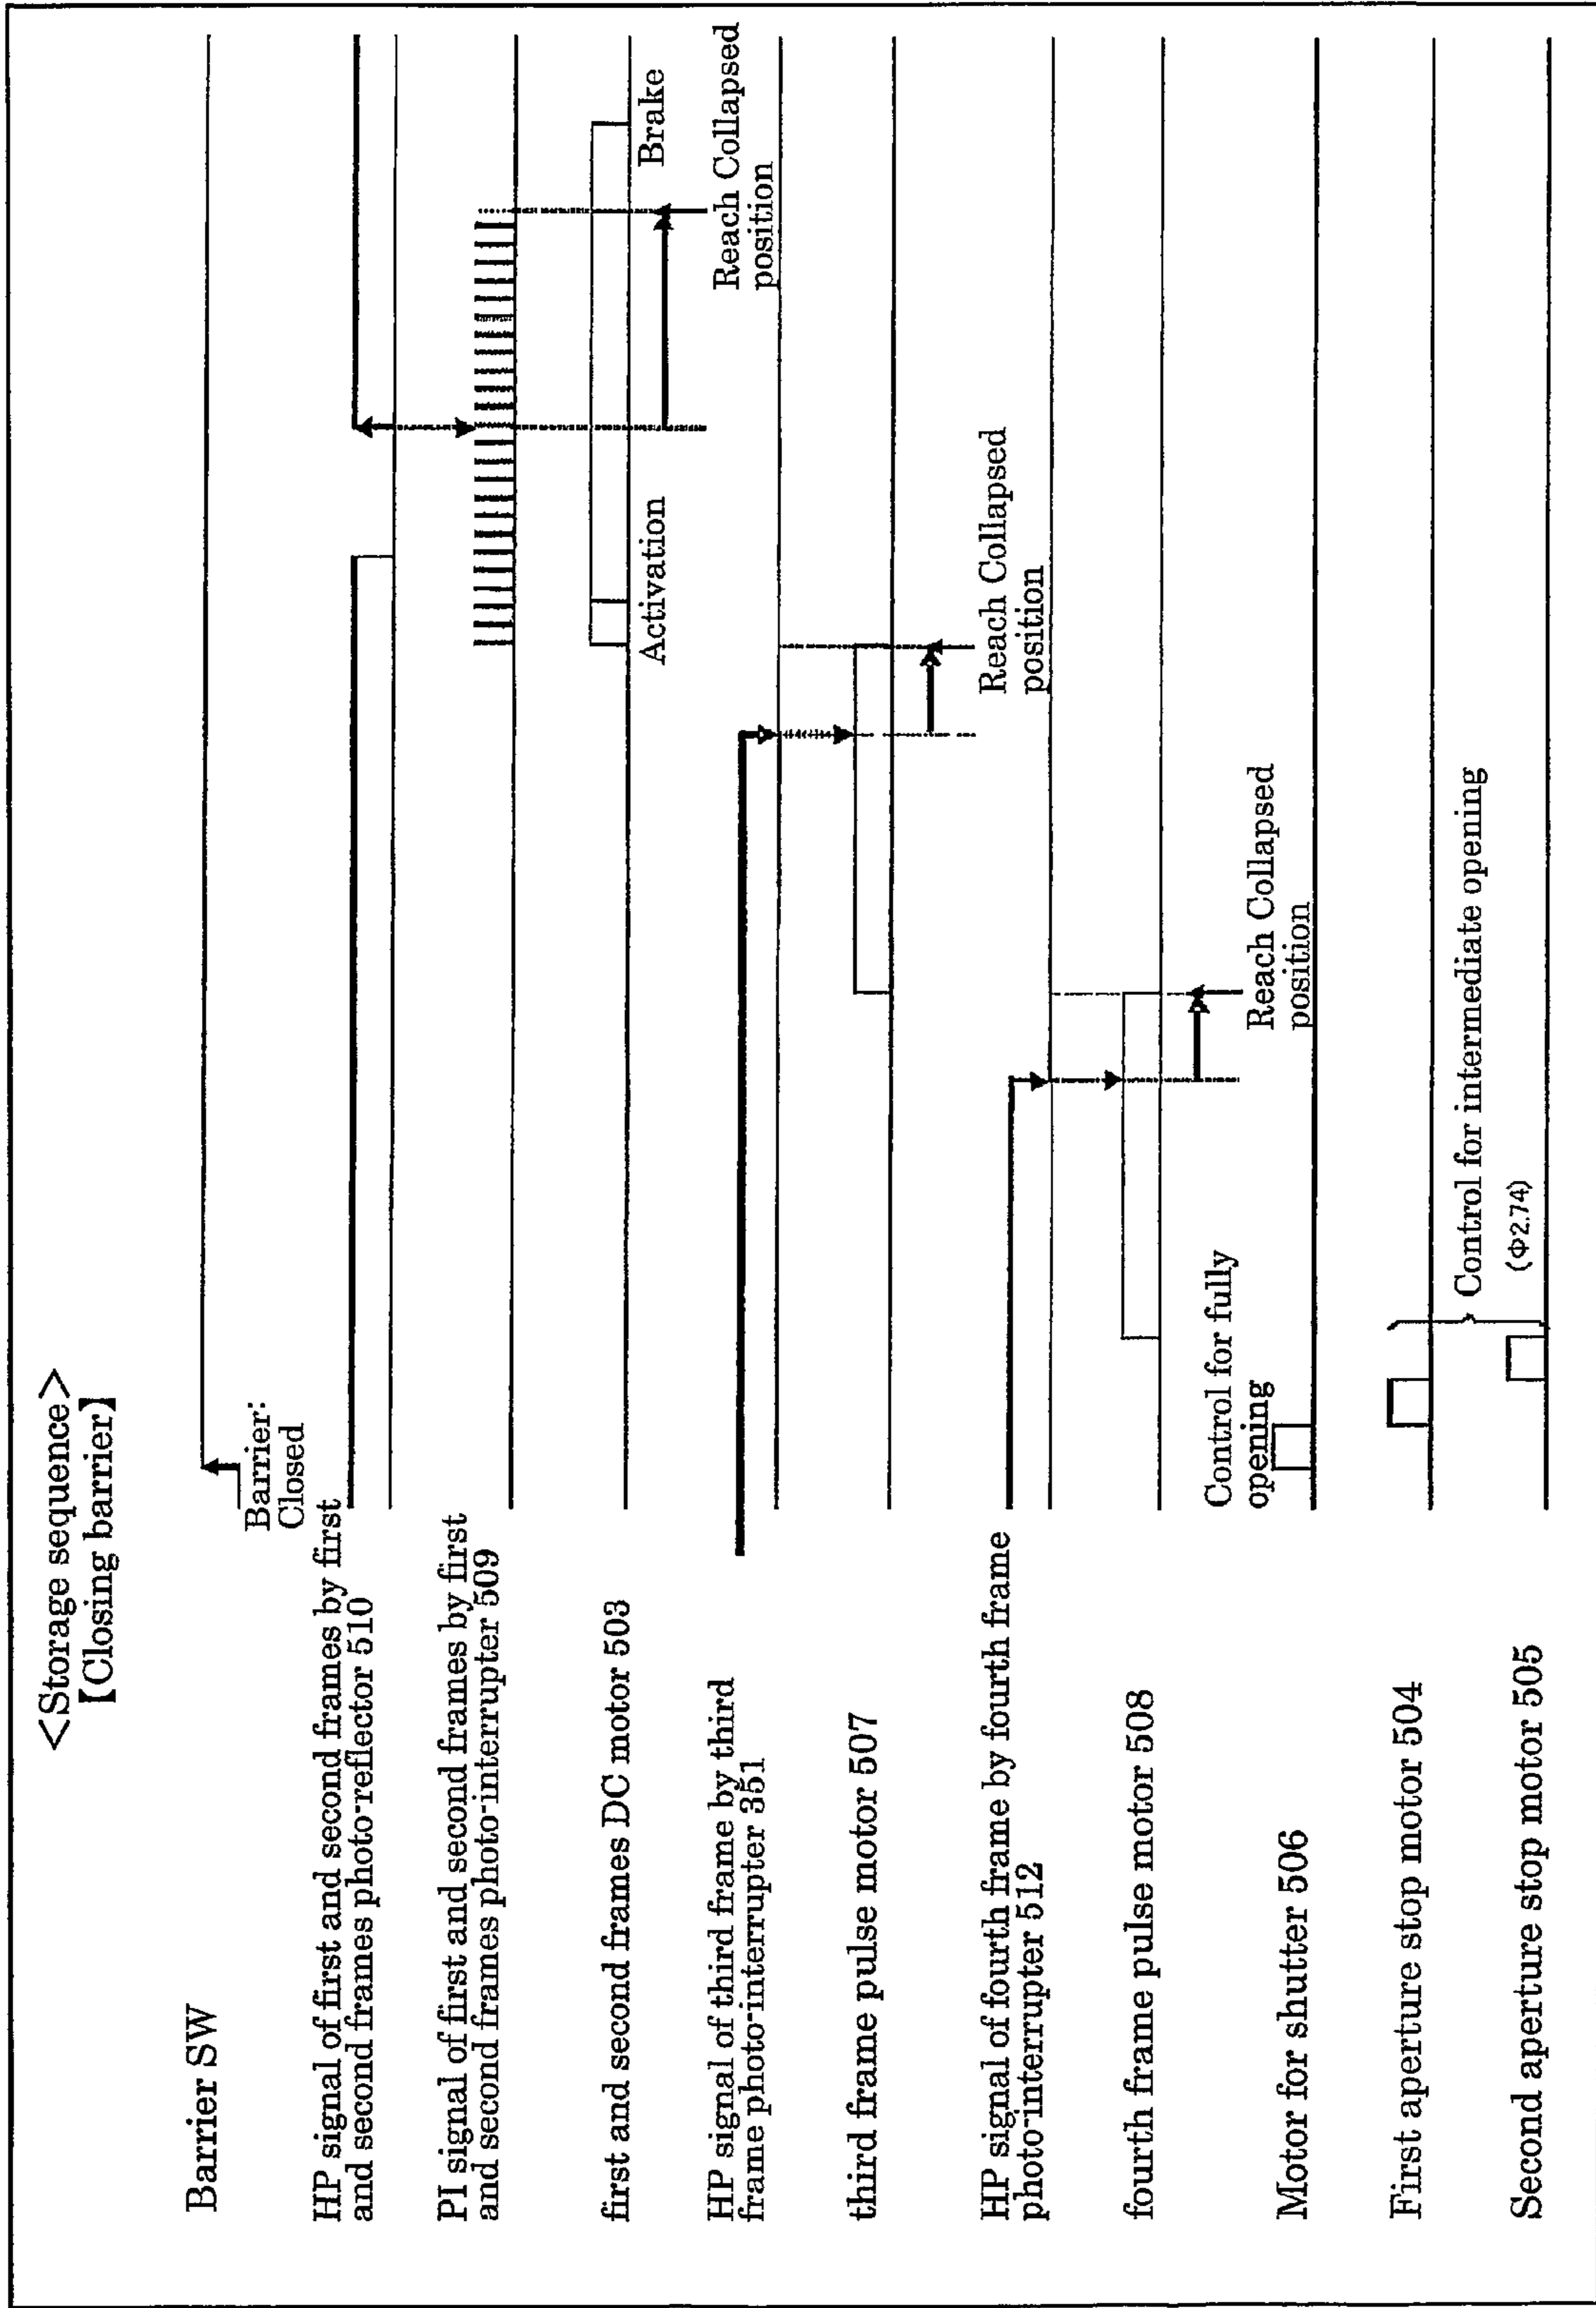 <Storage sequence>
【Closing barrier】
Barrier SW
Barrier:
Closed
HP signal of first and second frames by first
and second frames photo-reflector 510
PI signal of first and second frames by first
and second frames photo-interrupter 509
first and second frames DC motor 503
Activation
Brake
Reach Collapsed
position
HP signal of third frame by third
frame photo-interrupter 351
third frame pulse motor 507
Reach Collapsed
position
HP signal of fourth frame by fourth frame
photo-interrupter 512
fourth frame pulse motor 508
Reach Collapsed
position
Control for fully
opening
Motor for shutter 506
First aperture stop motor 504
Control for intermediate opening
(Φ2.74)
Second aperture stop motor 505